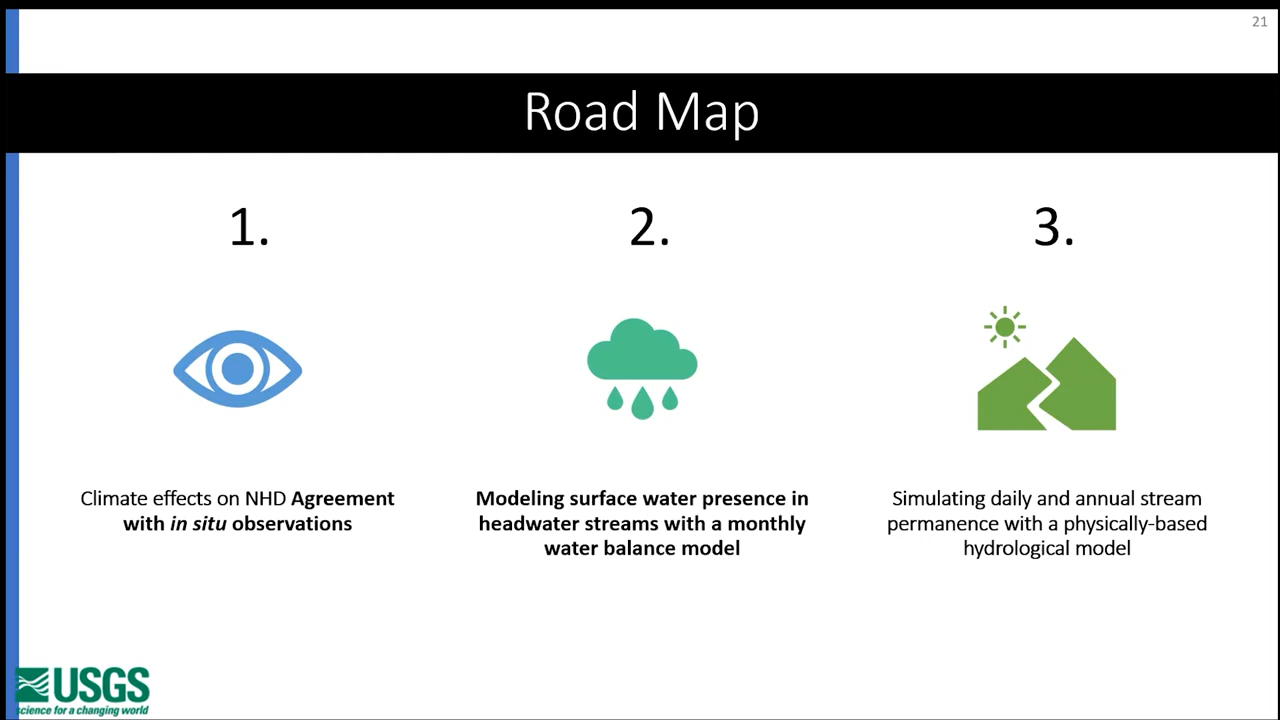 21
Road Map
1.
2.
3.
Climate effects on NHD Agreement
with in situ observations
Modeling surface water presence in
headwater streams with a monthly
water balance model
Simulating daily and annual stream
permanence with a physically-based
hydrological model
USGS
science for a changing world